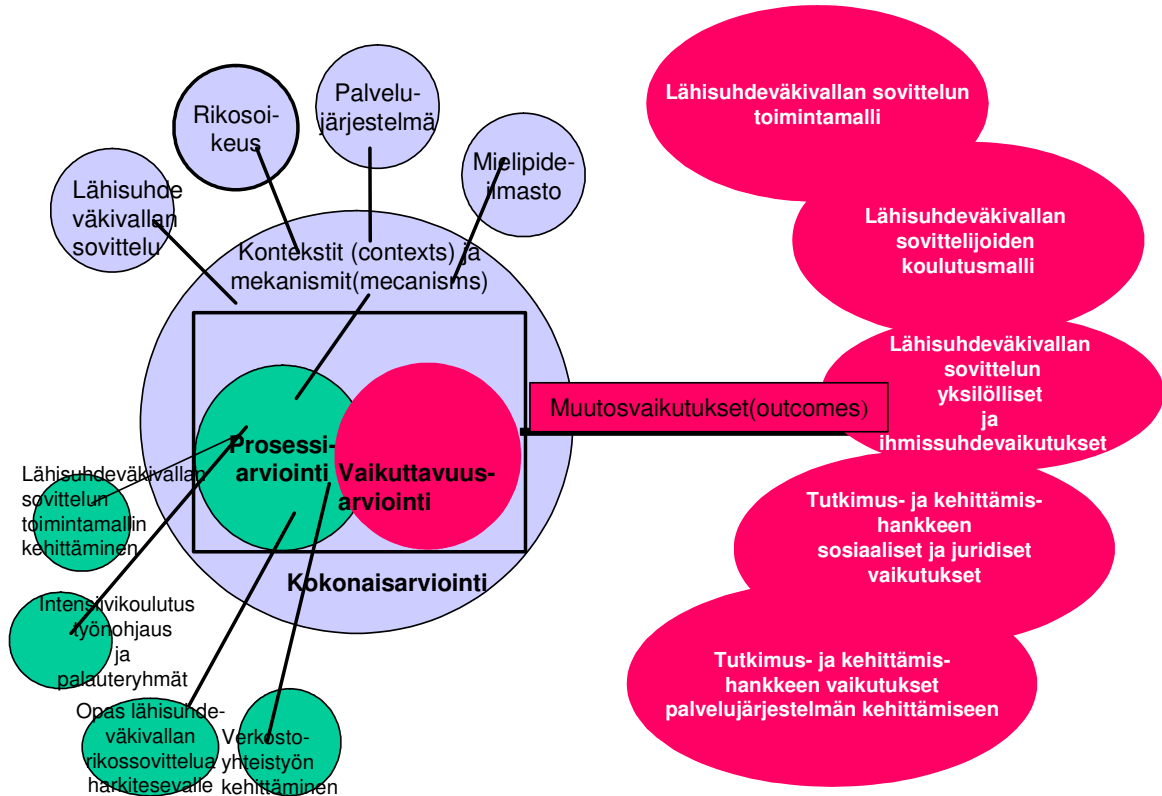 Rikosoi-
keus
Palvelu-
järjestelmä
Mielipide-
ilmasto
Lähisuhde
väkivallan
sovittelu
Kontekstit (contexts) ja
mekanismit(mecanisms)
Prosessi-
arviointi
Vaikuttavuus-
arviointi
Kokonaisarviointi
Muutosvaikutukset(outcomes)
Lähisuhdeväkivallan
sovittelun
toimintamallin
kehittäminen
Intensiivikoulutus
työnohjaus
ja
palauteryhmät
Opas lähisuhde-
väkivallan
rikossovittelua
harkitesevalle
Verkosto-
yhteistyön
kehittäminen
Lähisuhdeväkivallan sovittelun
toimintamalli
Lähisuhdeväkivallan
sovittelijoiden
koulutusmalli
Lähisuhdeväkivallan
sovittelun
yksilölliset
ja
ihmissuhdevaikutukset
Tutkimus- ja kehittämis-
hankkeen
sosiaaliset ja juridiset
vaikutukset
Tutkimus- ja kehittämis-
hankkeen vaikutukset
palvelujärjestelmän kehittämiseen